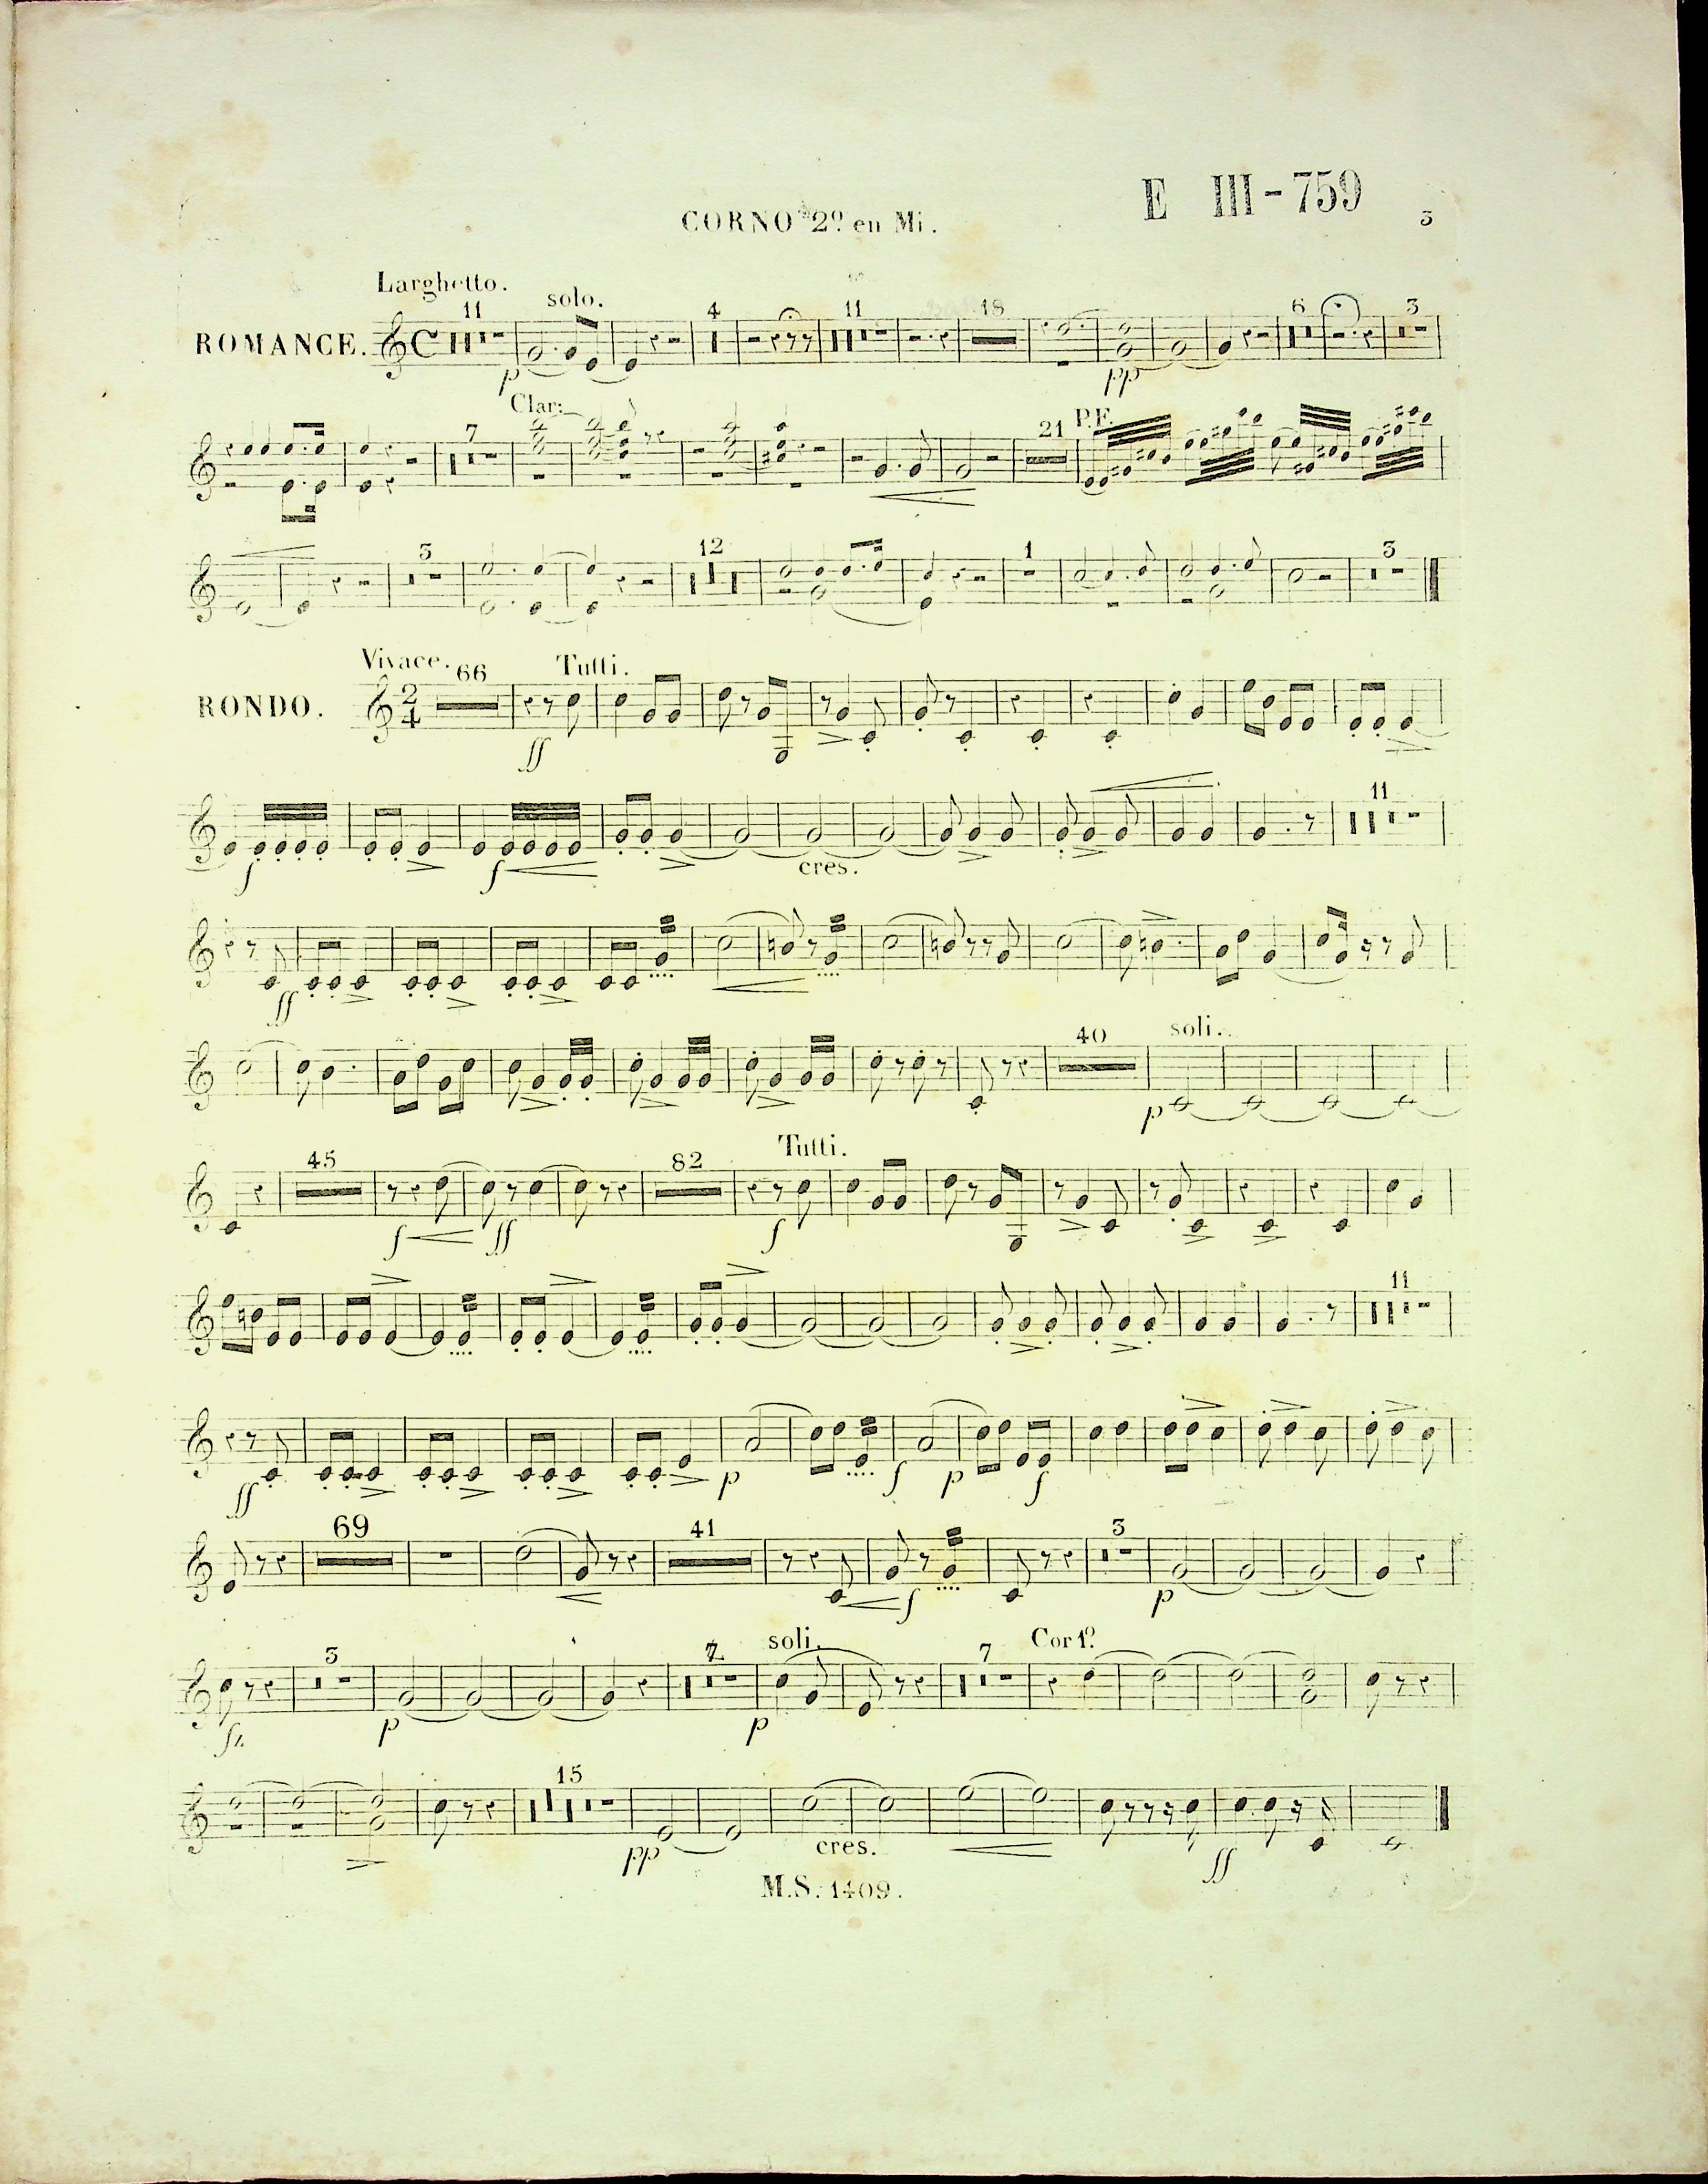 E III-759
CORNO 2º en Mi.
3
Larghetto.
solo.
ROMANCE.
11
4
11
18
6
3
p
pp
Clar:
7
21
P.F.
3
12
1
3
Vivace.
66
Tutti.
RONDO.
2
4
ff
11
f
f
cres.
ff
40
soli.
p
45
82
Tutti.
f
ff
f
11
ff
p
f
p
f
69
41
3
f
p
3
7
soli.
7
Cor 1º
p
p
15
pp
cres.
ff
M.S. 1409.